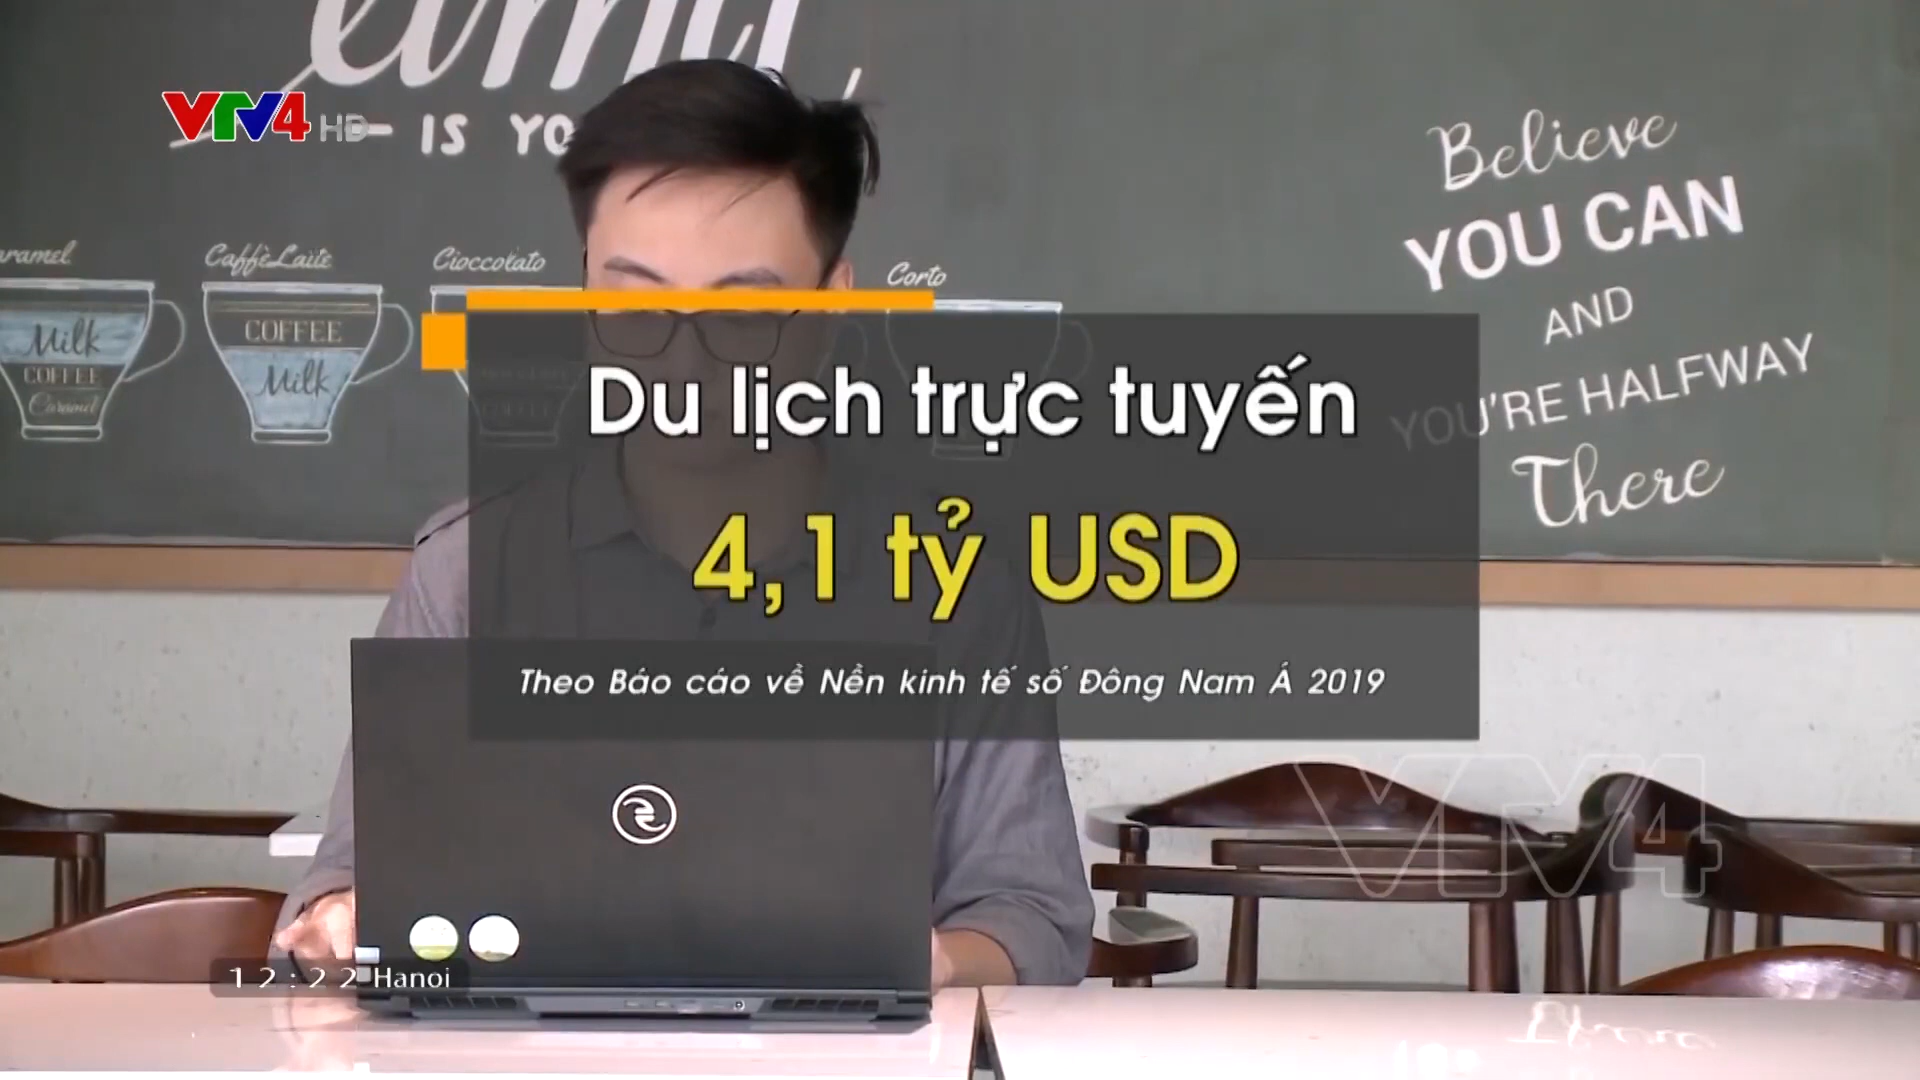 VTV4 HD
IS YO
Believe
YOU CAN
AND
YOU'RE HALFWAY
There
Caffè Latte
Cioccolato
Corto
Milk
COFFEE
Caramel
COFFEE
Milk
Du lịch trực tuyến
4,1 tỷ USD
Theo Báo cáo về Nền kinh tế số Đông Nam Á 2019
VTV4
12:22 Hanoi